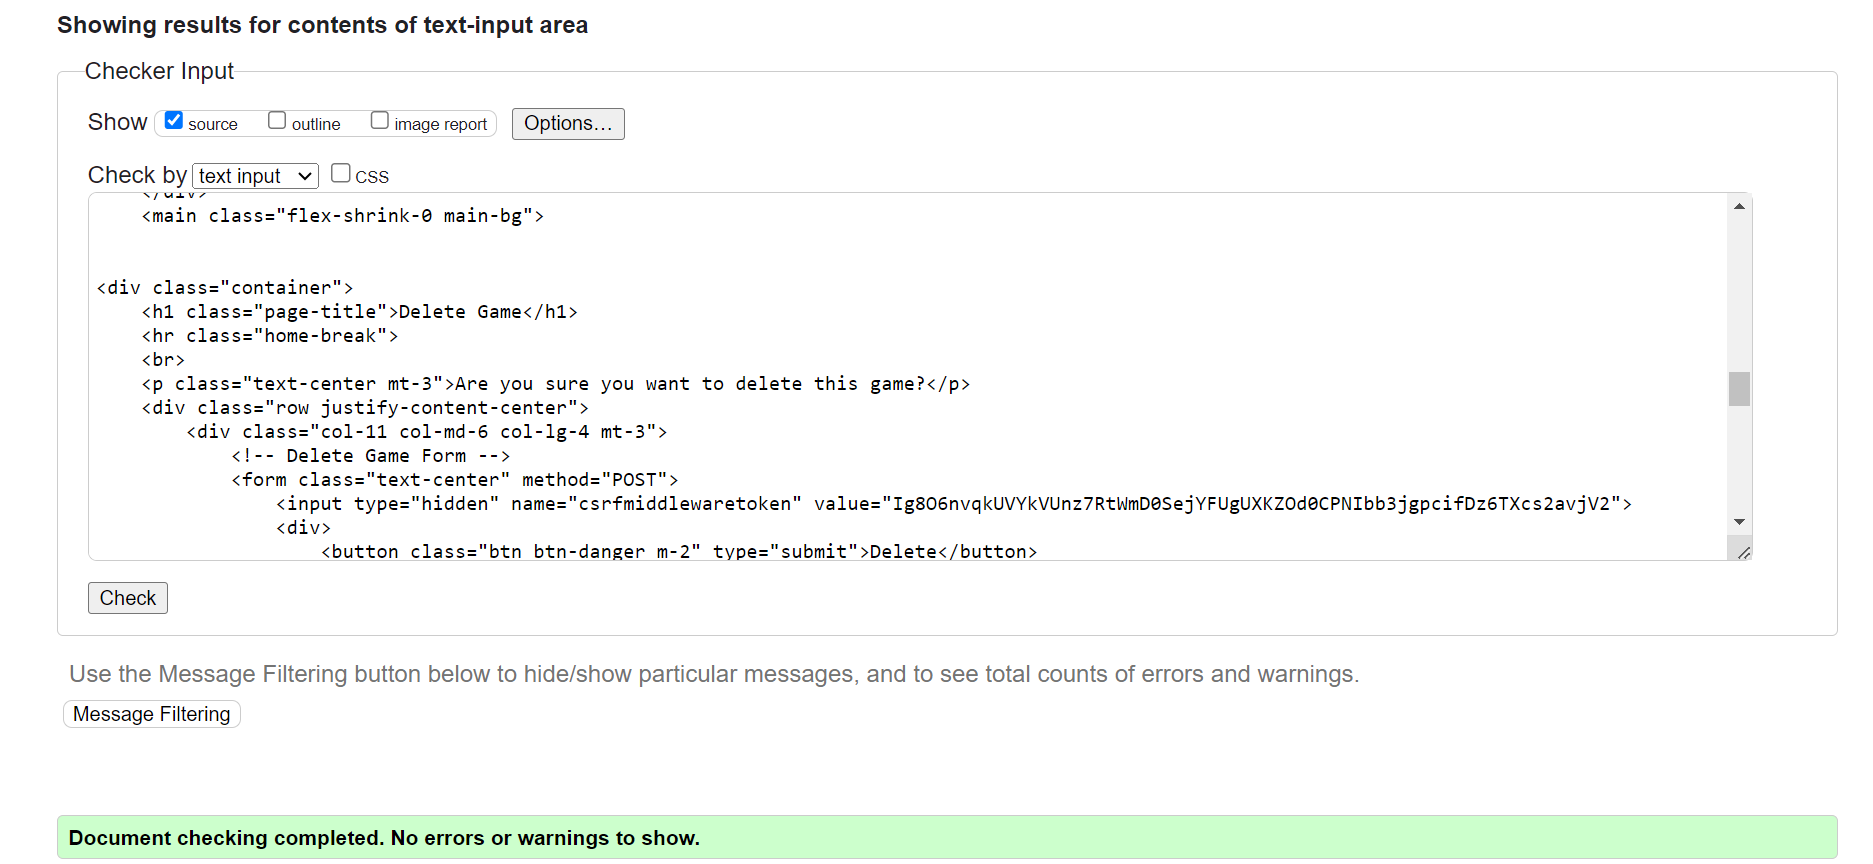 Showing results for contents of text-input area
Checker Input
Show source outline image report Options...
Check by text input CSS
</div>
<main class="flex-shrink-0 main-bg">
<div class="container">
<h1 class="page-title">Delete Game</h1>
<hr class="home-break">
<br>
<p class="text-center mt-3">Are you sure you want to delete this game?</p>
<div class="row justify-content-center">
<div class="col-11 col-md-6 col-lg-4 mt-3">
<!-- Delete Game Form -->
<form class="text-center" method="POST">
<input type="hidden" name="csrfmiddlewaretoken" value="Ig8O6nvqkUVYkVUnz7RtWmD0SejYFUgUXKZOd0CPNIbb3jgpcifDz6TXcs2avjV2">
<div>
<button class="btn btn-danger m-2" type="submit">Delete</button>
Check
Use the Message Filtering button below to hide/show particular messages, and to see total counts of errors and warnings.
Message Filtering
Document checking completed. No errors or warnings to show.